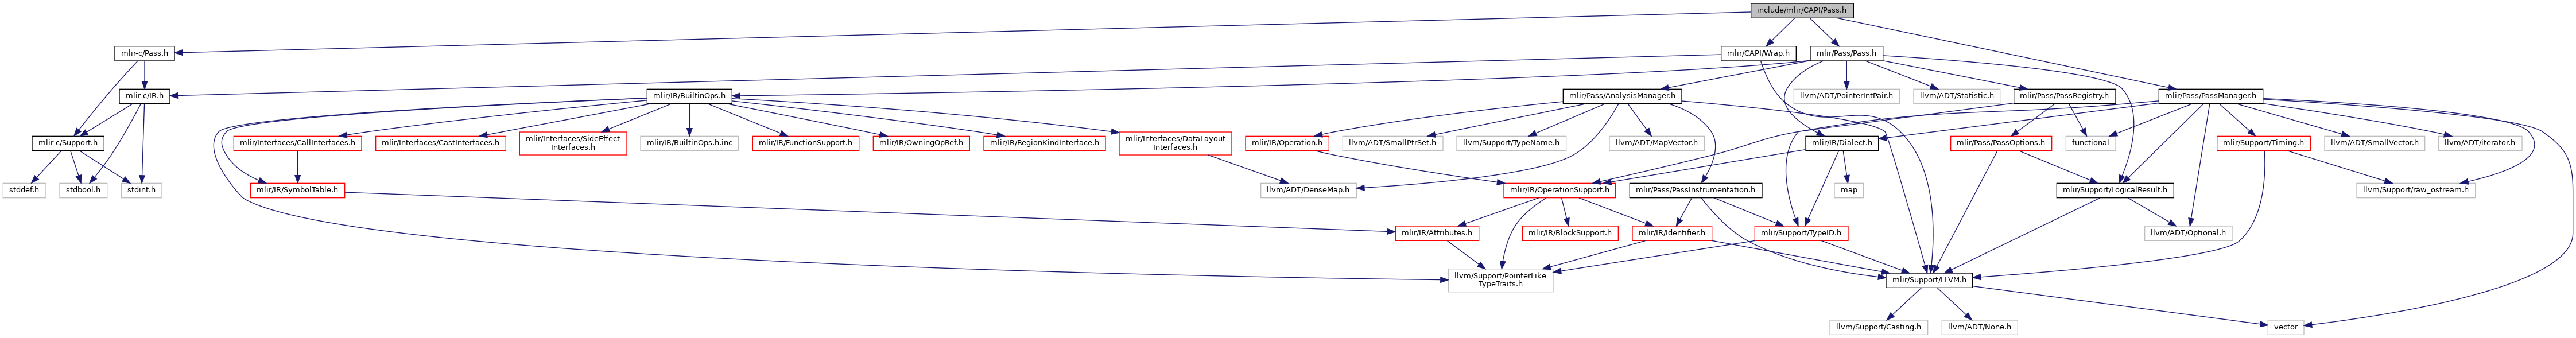 include/mlir/CAPI/Pass.h
mlir-c/Pass.h
mlir/CAPI/Wrap.h
mlir/Pass/Pass.h
mlir-c/IR.h
mlir/IR/BuiltinOps.h
mlir/Pass/AnalysisManager.h
llvm/ADT/PointerIntPair.h
llvm/ADT/Statistic.h
mlir/Pass/PassRegistry.h
mlir/Pass/PassManager.h
mlir-c/Support.h
mlir/Interfaces/CallInterfaces.h
mlir/Interfaces/CastInterfaces.h
mlir/Interfaces/SideEffect
Interfaces.h
mlir/IR/BuiltinOps.h.inc
mlir/IR/FunctionSupport.h
mlir/IR/OwningOpRef.h
mlir/IR/RegionKindInterface.h
mlir/Interfaces/DataLayout
Interfaces.h
mlir/IR/Operation.h
llvm/ADT/SmallPtrSet.h
llvm/Support/TypeName.h
llvm/ADT/MapVector.h
mlir/IR/Dialect.h
mlir/Pass/PassOptions.h
functional
mlir/Support/Timing.h
llvm/ADT/SmallVector.h
llvm/ADT/iterator.h
stddef.h
stdbool.h
stdint.h
mlir/IR/SymbolTable.h
llvm/ADT/DenseMap.h
mlir/IR/OperationSupport.h
mlir/Pass/PassInstrumentation.h
map
mlir/Support/LogicalResult.h
llvm/Support/raw_ostream.h
mlir/IR/Attributes.h
mlir/IR/BlockSupport.h
mlir/IR/Identifier.h
mlir/Support/TypeID.h
llvm/ADT/Optional.h
llvm/Support/PointerLike
TypeTraits.h
mlir/Support/LLVM.h
llvm/Support/Casting.h
llvm/ADT/None.h
vector